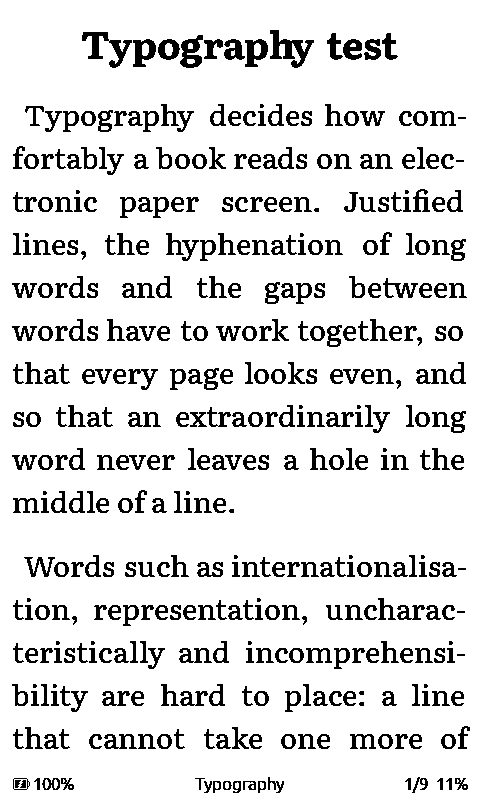 Typography test
Typography decides how com-
fortably a book reads on an elec-
tronic paper screen. Justified
lines, the hyphenation of long
words and the gaps between
words have to work together, so
that every page looks even, and
so that an extraordinarily long
word never leaves a hole in the
middle of a line.
Words such as internationalisa-
tion, representation, uncharac-
teristically and incomprehensi-
bility are hard to place: a line
that cannot take one more of
100% Typography 1/9 11%